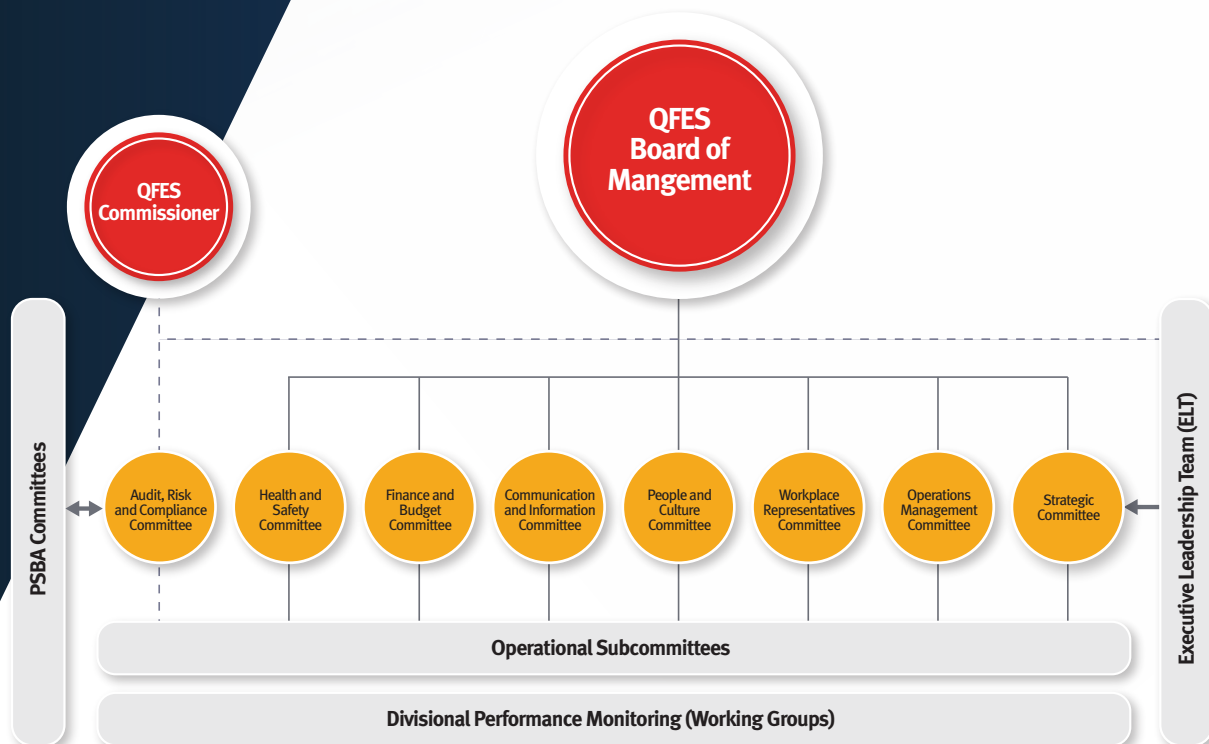 QFES
Board of
Mangement
QFES
Commissioner
PSBA Committees
Executive Leadership Team (ELT)
Audit, Risk
and Compliance
Committee
Health and
Safety
Committee
Finance and
Budget
Committee
Communication
and Information
Committee
People and
Culture
Committee
Workplace
Representatives
Committee
Operations
Management
Committee
Strategic
Committee
Operational Subcommittees
Divisional Performance Monitoring (Working Groups)